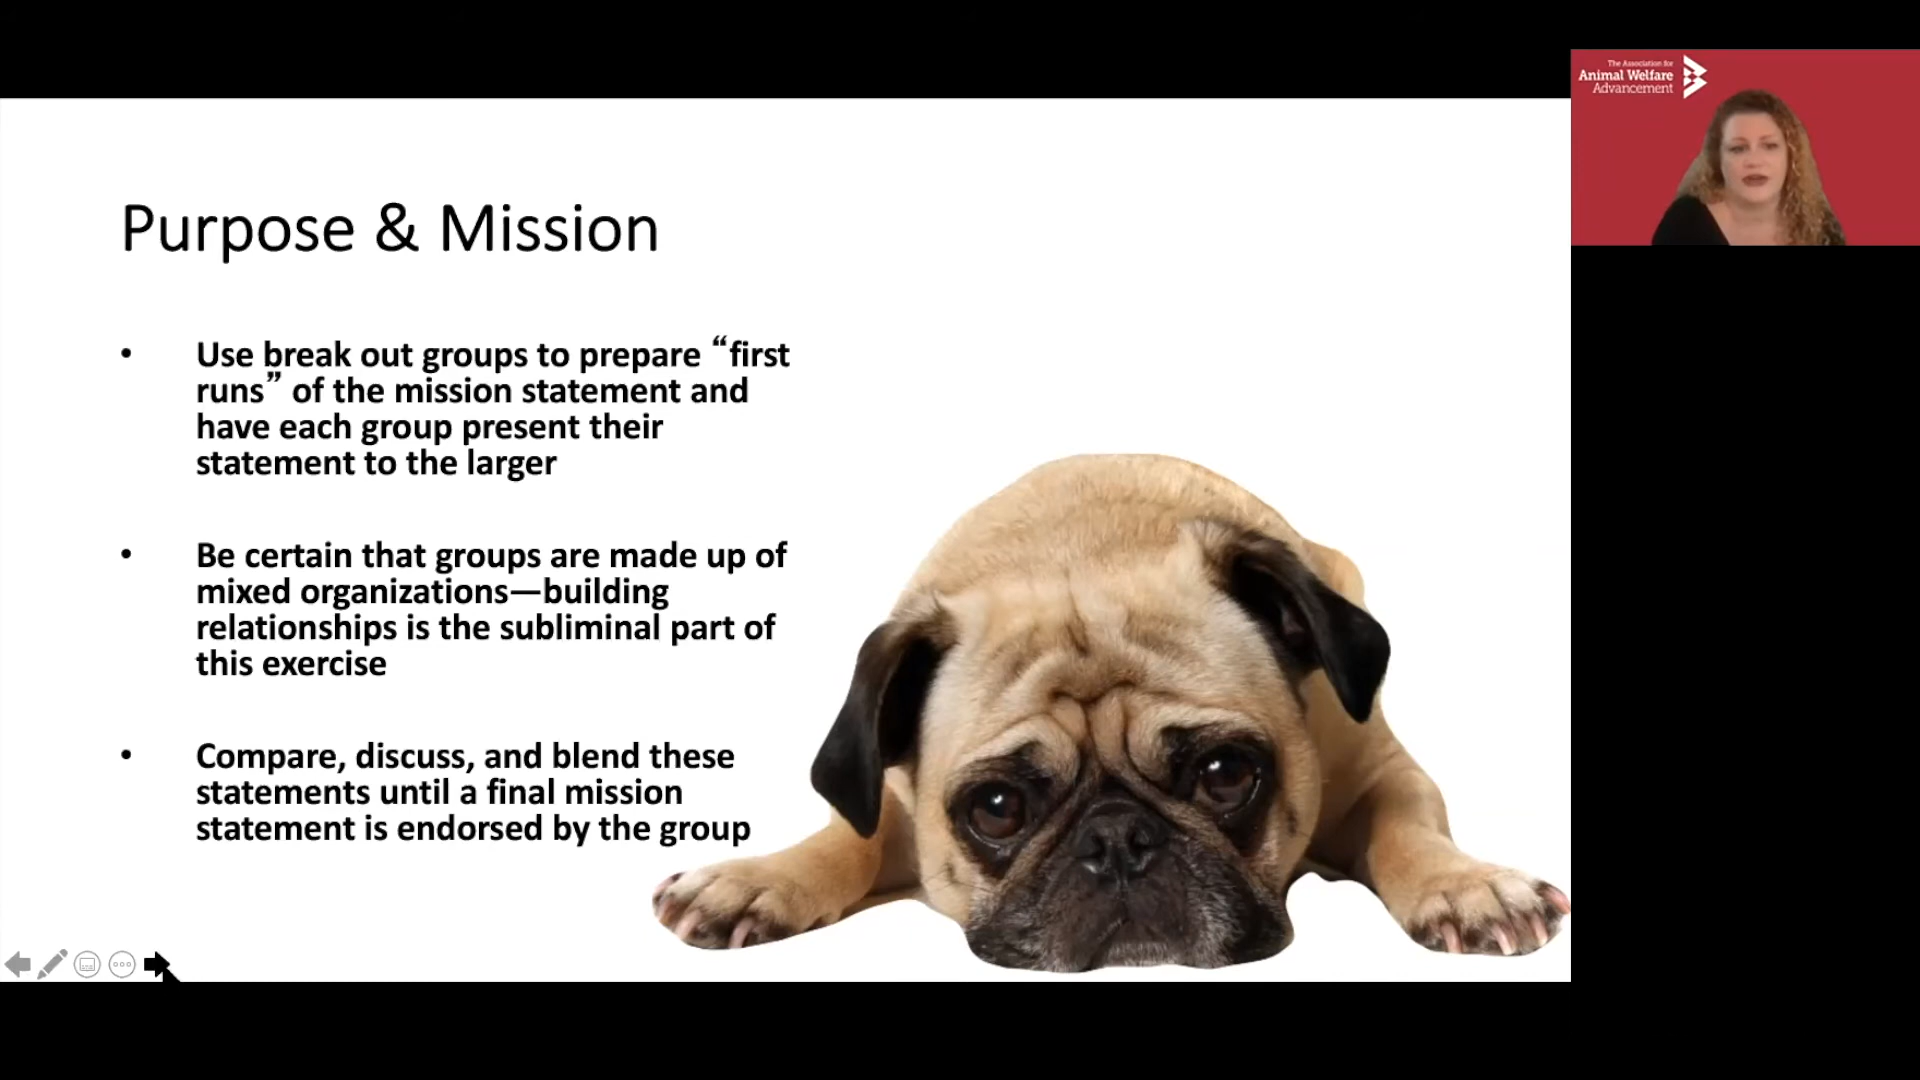 The Association for
Animal Welfare
Advancement
Purpose & Mission
• Use break out groups to prepare “first
runs” of the mission statement and
have each group present their
statement to the larger
• Be certain that groups are made up of
mixed organizations—building
relationships is the subliminal part of
this exercise
• Compare, discuss, and blend these
statements until a final mission
statement is endorsed by the group